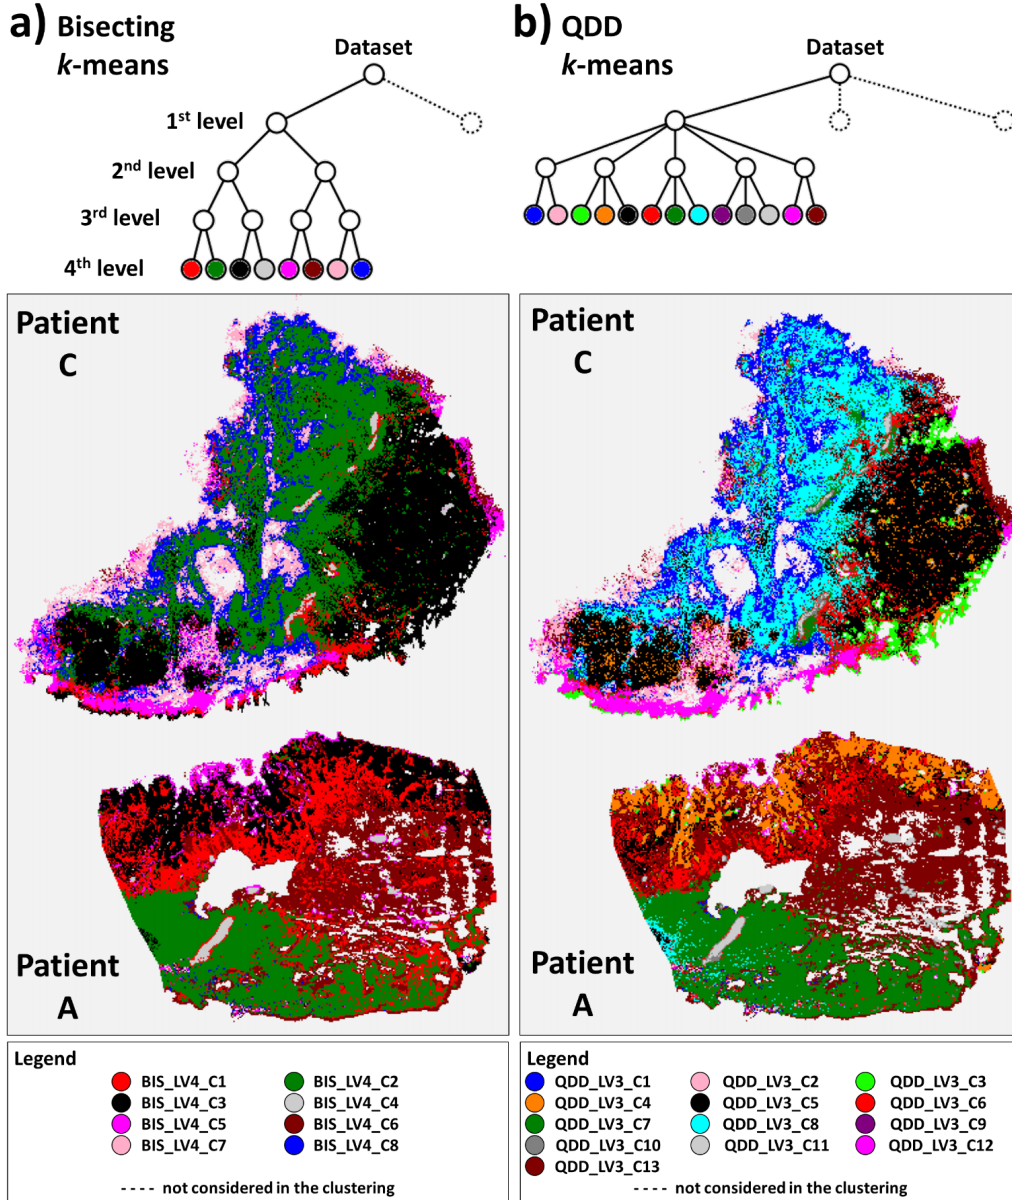 a) Bisecting
k-means
Dataset
1st level
2nd level
3rd level
4th level
Patient
C
Patient
A
Legend
BIS_LV4_C1 BIS_LV4_C2
BIS_LV4_C3 BIS_LV4_C4
BIS_LV4_C5 BIS_LV4_C6
BIS_LV4_C7 BIS_LV4_C8
---- not considered in the clustering
b) QDD
k-means
Dataset
Patient
C
Patient
A
Legend
QDD_LV3_C1 QDD_LV3_C2 QDD_LV3_C3
QDD_LV3_C4 QDD_LV3_C5 QDD_LV3_C6
QDD_LV3_C7 QDD_LV3_C8 QDD_LV3_C9
QDD_LV3_C10 QDD_LV3_C11 QDD_LV3_C12
QDD_LV3_C13
---- not considered in the clustering